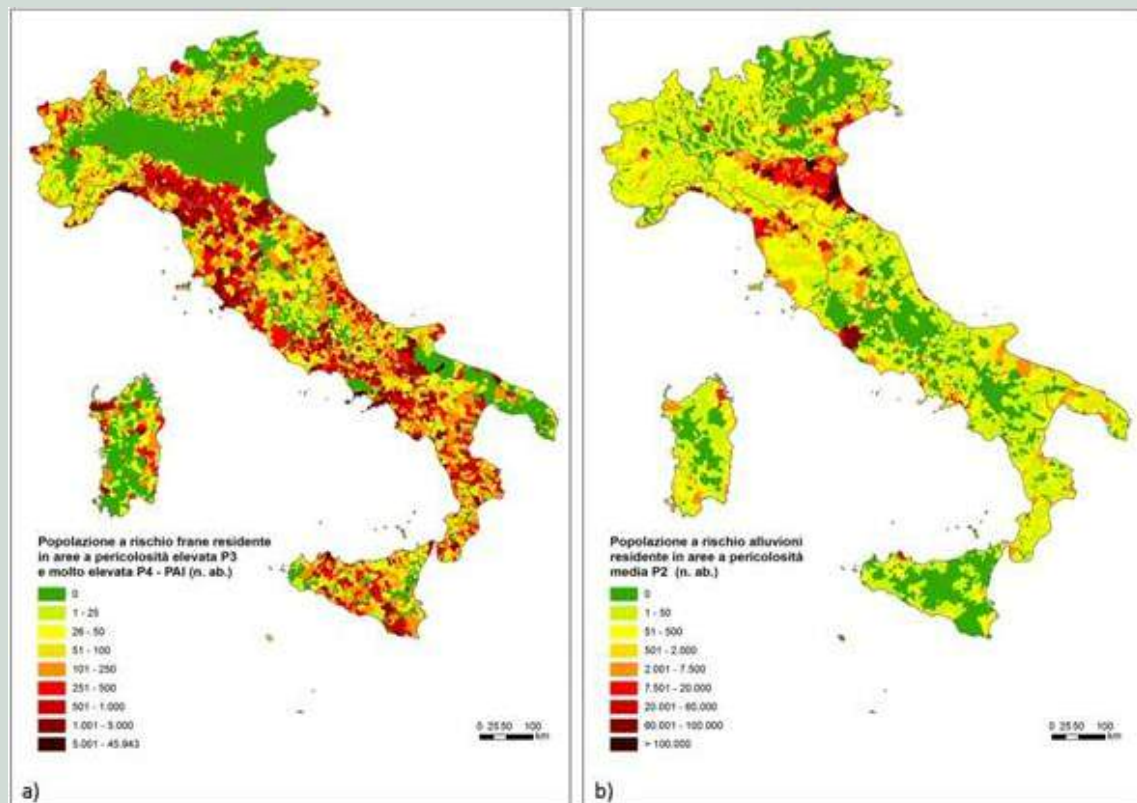 Popolazione a rischio frane residente
in aree a pericolosità elevata P3
e molto elevata P4 - PAI (n. ab.)
0
1 - 25
26 - 50
51 - 100
101 - 250
251 - 500
501 - 1.000
1.001 - 5.000
5.001 - 45.943
0 25 50 100
km
a)
Popolazione a rischio alluvioni
residente in aree a pericolosità
media P2 (n. ab.)
0
1 - 50
51 - 500
501 - 2.000
2.001 - 7.500
7.501 - 20.000
20.001 - 60.000
60.001 - 100.000
> 100.000
0 25 50 100
km
b)